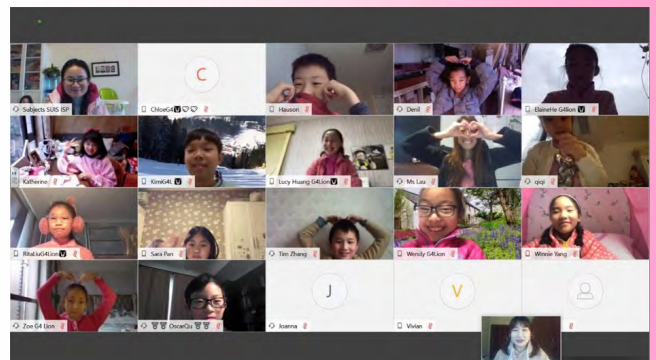 Subjects SUIS ISP
C
ChloeG4
Hauson
Denil
ElaineHe G4lion
Katherine
KimiG4L
Lucy Huang G4Lion
Ms Lau
qiqi
RitaLiuG4Lion
Sara Pan
Tim Zhang
Wendy G4Lion
Winnie Yang
Zoe G4 Lion
OscarQu
J
Joanna
V
Vivian